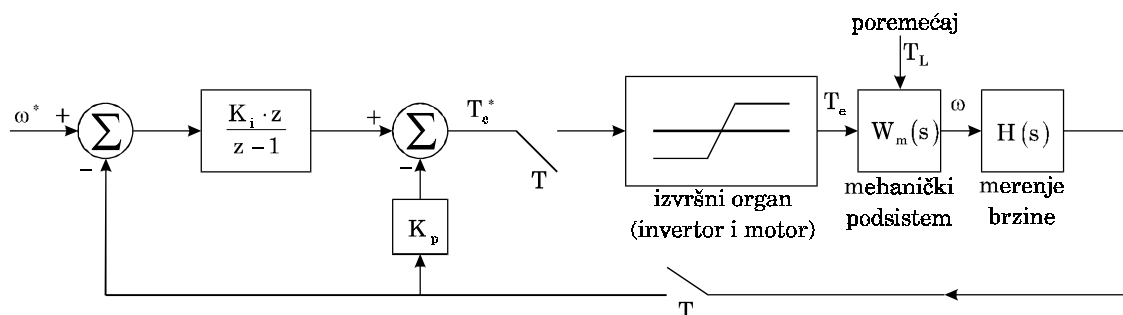 poremećaj
T_L
ω* + Σ −
K_i · z
z − 1
+ Σ −
T_e*
T
T_e
W_m(s)
ω
H(s)
izvršni organ
(invertor i motor)
mehanički
podsistem
merenje
brzine
K_p
T